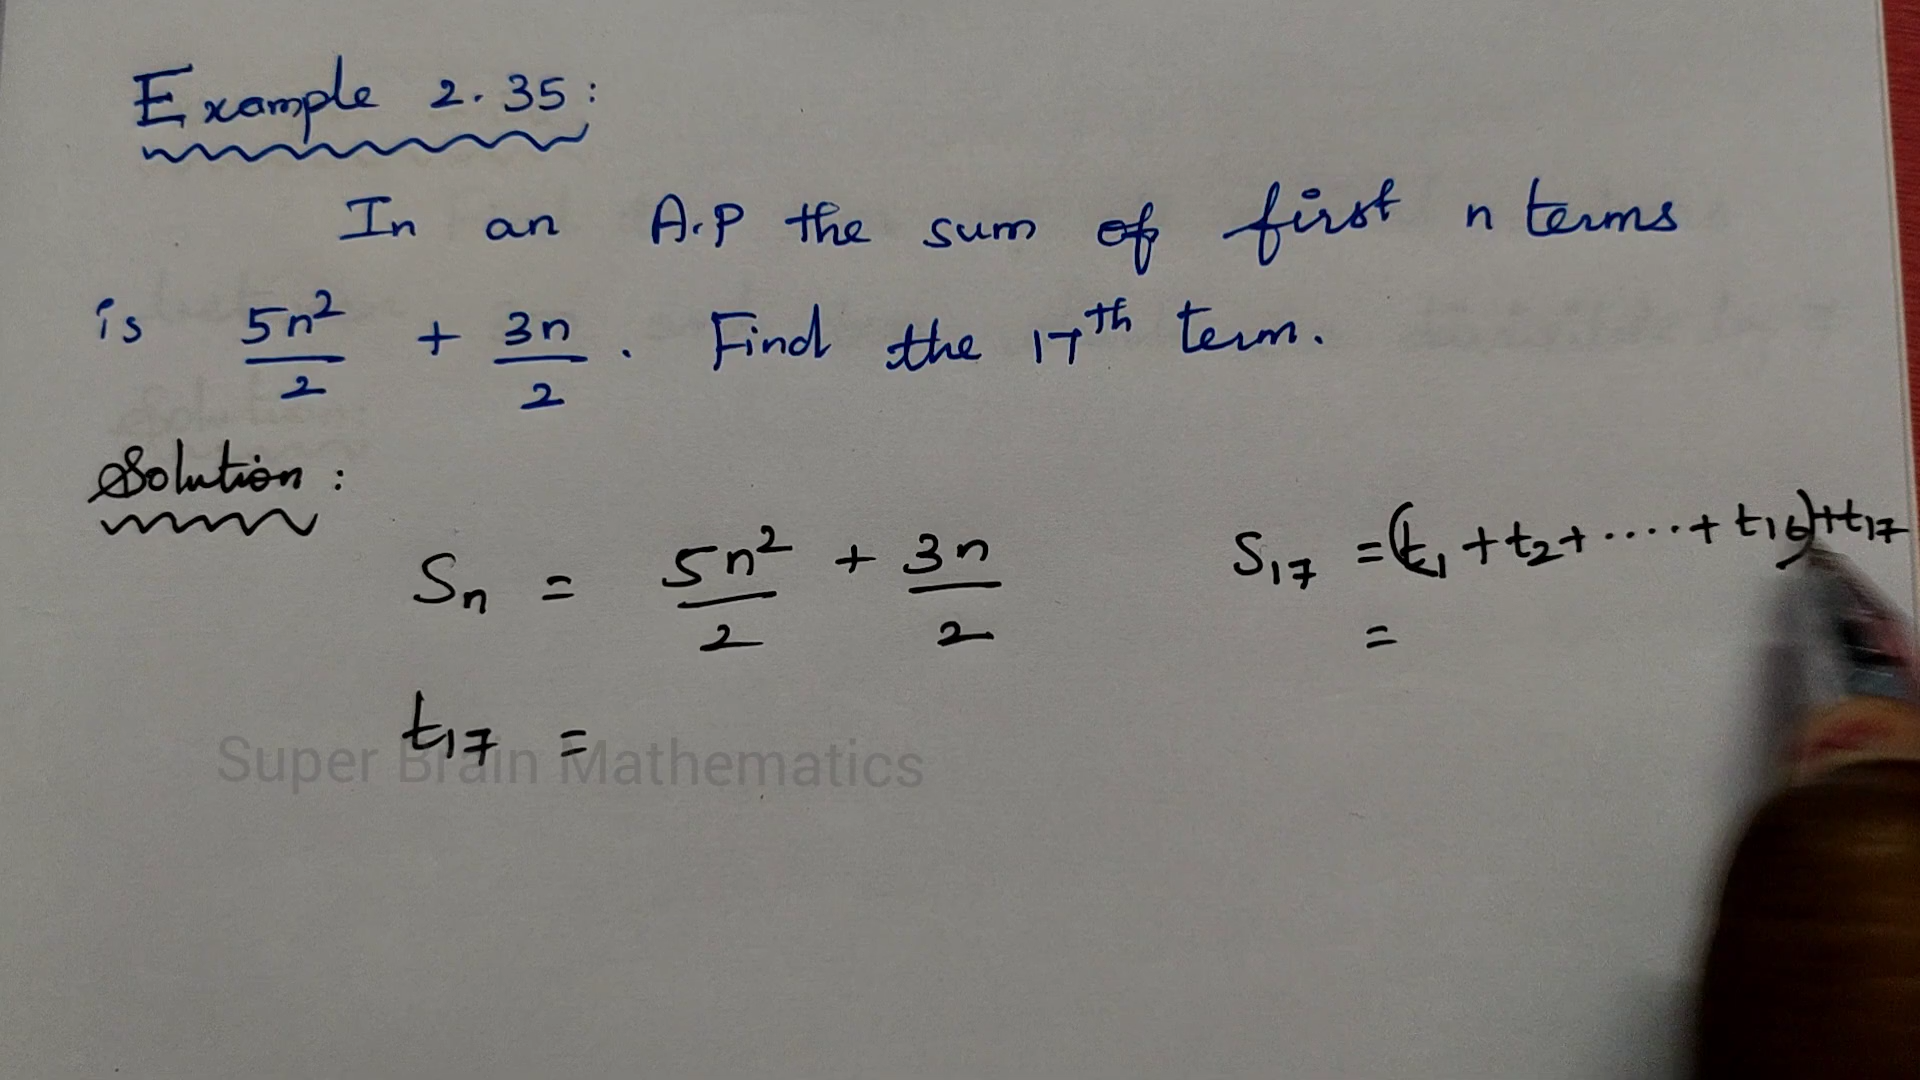 Example 2.35:
In an A.P the sum of first n terms
is 5n²/2 + 3n/2. Find the 17th term.
Solution:
Sn = 5n²/2 + 3n/2
S17 = (t1 + t2 + ..... + t16) + t17
=
t17 =
Super Brain Mathematics